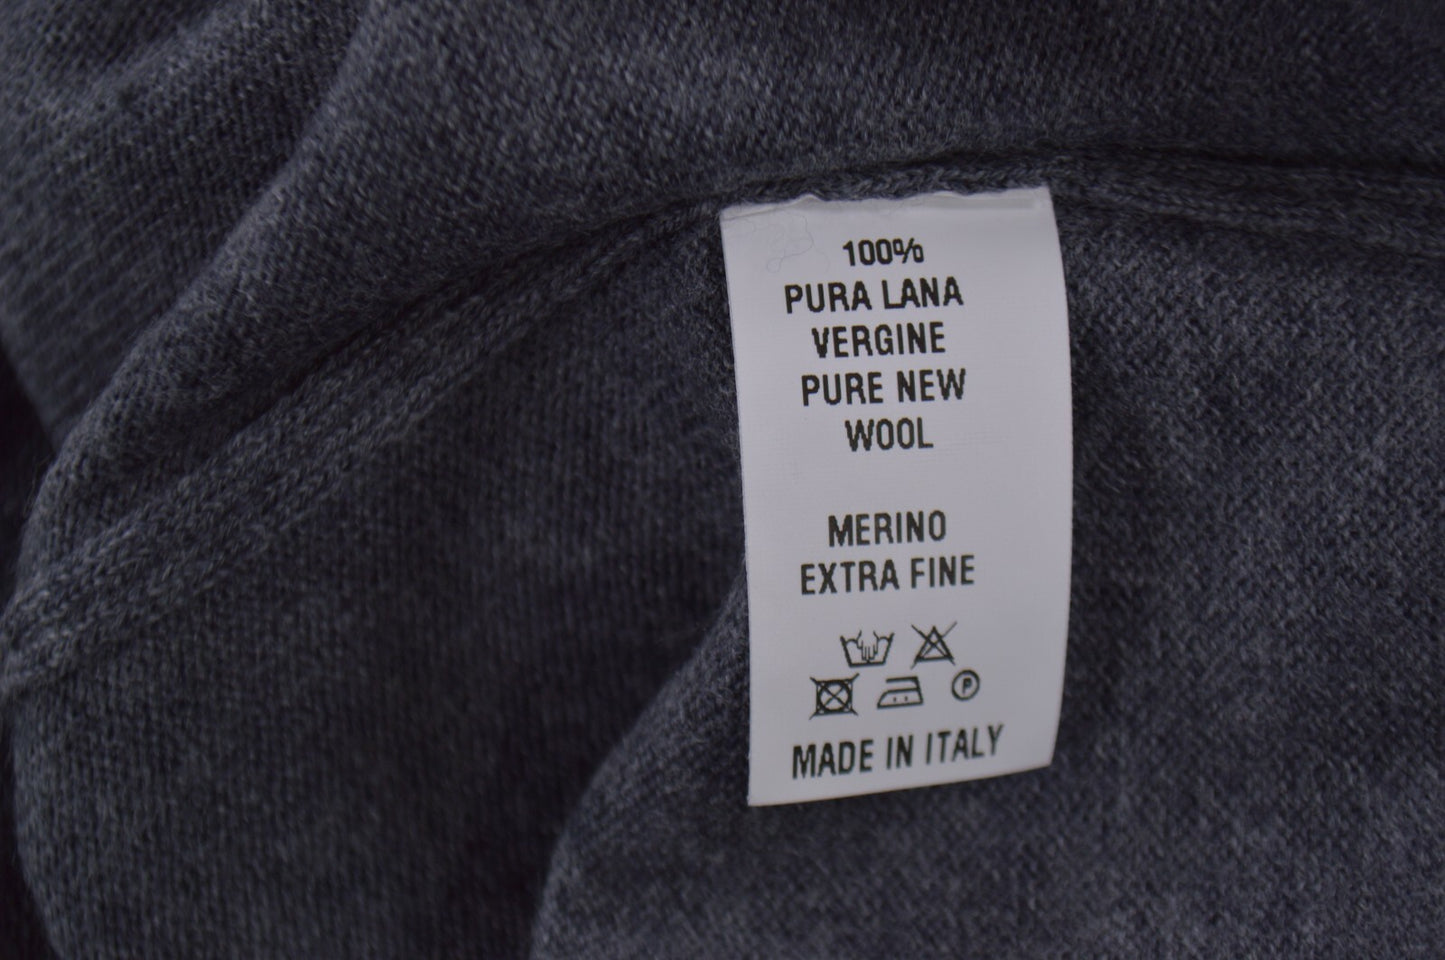 100%
PURA LANA
VERGINE
PURE NEW
WOOL
MERINO
EXTRA FINE
P
MADE IN ITALY